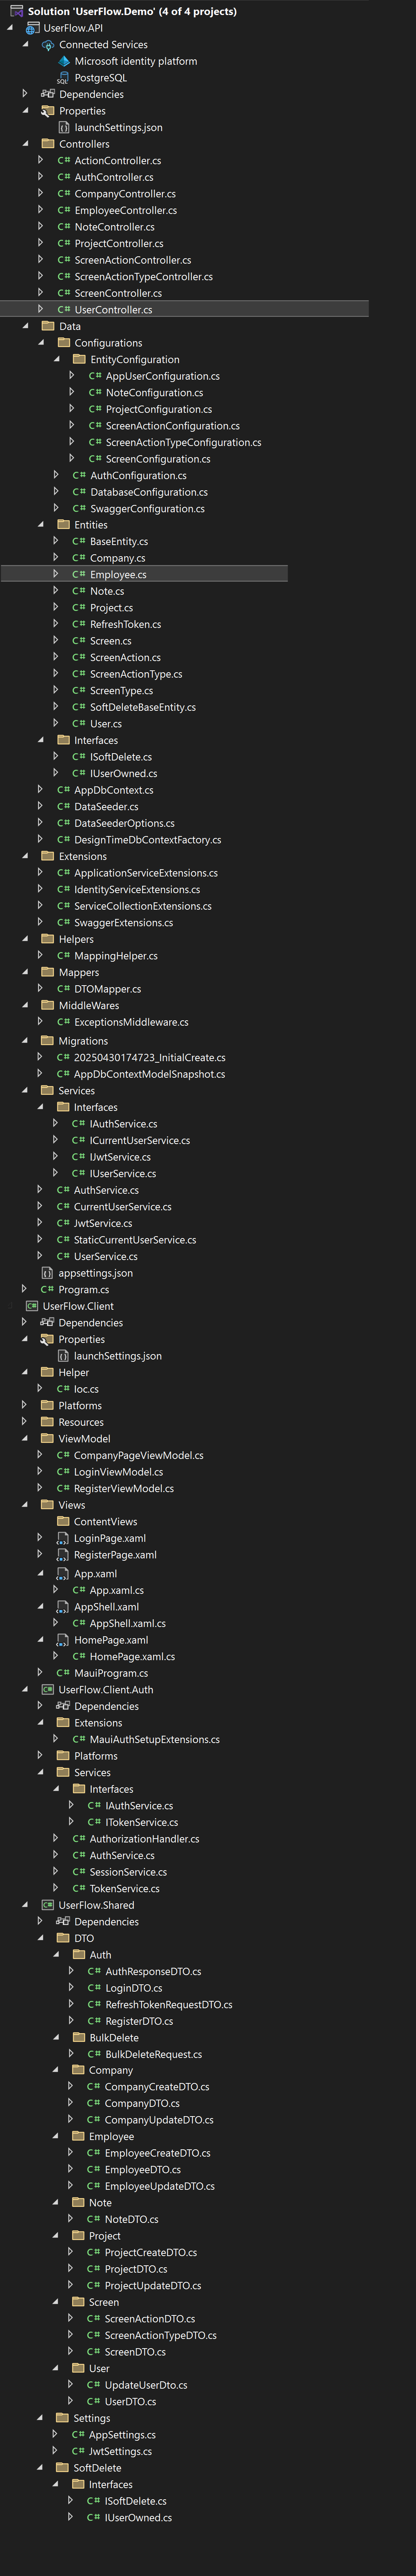 Solution 'UserFlow.Demo' (4 of 4 projects)
UserFlow.API
Connected Services
Microsoft identity platform
SQL PostgreSQL
Dependencies
Properties
launchSettings.json
Controllers
C# ActionController.cs
C# AuthController.cs
C# CompanyController.cs
C# EmployeeController.cs
C# NoteController.cs
C# ProjectController.cs
C# ScreenActionController.cs
C# ScreenActionTypeController.cs
C# ScreenController.cs
C# UserController.cs
Data
Configurations
EntityConfiguration
C# AppUserConfiguration.cs
C# NoteConfiguration.cs
C# ProjectConfiguration.cs
C# ScreenActionConfiguration.cs
C# ScreenActionTypeConfiguration.cs
C# ScreenConfiguration.cs
C# AuthConfiguration.cs
C# DatabaseConfiguration.cs
C# SwaggerConfiguration.cs
Entities
C# BaseEntity.cs
C# Company.cs
C# Employee.cs
C# Note.cs
C# Project.cs
C# RefreshToken.cs
C# Screen.cs
C# ScreenAction.cs
C# ScreenActionType.cs
C# ScreenType.cs
C# SoftDeleteBaseEntity.cs
C# User.cs
Interfaces
C# ISoftDelete.cs
C# IUserOwned.cs
C# AppDbContext.cs
C# DataSeeder.cs
C# DataSeederOptions.cs
C# DesignTimeDbContextFactory.cs
Extensions
C# ApplicationServiceExtensions.cs
C# IdentityServiceExtensions.cs
C# ServiceCollectionExtensions.cs
C# SwaggerExtensions.cs
Helpers
C# MappingHelper.cs
Mappers
C# DTOMapper.cs
MiddleWares
C# ExceptionsMiddleware.cs
Migrations
C# 20250430174723_InitialCreate.cs
C# AppDbContextModelSnapshot.cs
Services
Interfaces
C# IAuthService.cs
C# ICurrentUserService.cs
C# IJwtService.cs
C# IUserService.cs
C# AuthService.cs
C# CurrentUserService.cs
C# JwtService.cs
C# StaticCurrentUserService.cs
C# UserService.cs
appsettings.json
C# Program.cs
C# UserFlow.Client
Dependencies
Properties
launchSettings.json
Helper
C# Ioc.cs
Platforms
Resources
ViewModel
C# CompanyPageViewModel.cs
C# LoginViewModel.cs
C# RegisterViewModel.cs
Views
ContentViews
LoginPage.xaml
RegisterPage.xaml
App.xaml
C# App.xaml.cs
AppShell.xaml
C# AppShell.xaml.cs
HomePage.xaml
C# HomePage.xaml.cs
C# MauiProgram.cs
C# UserFlow.Client.Auth
Dependencies
Extensions
C# MauiAuthSetupExtensions.cs
Platforms
Services
Interfaces
C# IAuthService.cs
C# ITokenService.cs
C# AuthorizationHandler.cs
C# AuthService.cs
C# SessionService.cs
C# TokenService.cs
C# UserFlow.Shared
Dependencies
DTO
Auth
C# AuthResponseDTO.cs
C# LoginDTO.cs
C# RefreshTokenRequestDTO.cs
C# RegisterDTO.cs
BulkDelete
C# BulkDeleteRequest.cs
Company
C# CompanyCreateDTO.cs
C# CompanyDTO.cs
C# CompanyUpdateDTO.cs
Employee
C# EmployeeCreateDTO.cs
C# EmployeeDTO.cs
C# EmployeeUpdateDTO.cs
Note
C# NoteDTO.cs
Project
C# ProjectCreateDTO.cs
C# ProjectDTO.cs
C# ProjectUpdateDTO.cs
Screen
C# ScreenActionDTO.cs
C# ScreenActionTypeDTO.cs
C# ScreenDTO.cs
User
C# UpdateUserDto.cs
C# UserDTO.cs
Settings
C# AppSettings.cs
C# JwtSettings.cs
SoftDelete
Interfaces
C# ISoftDelete.cs
C# IUserOwned.cs